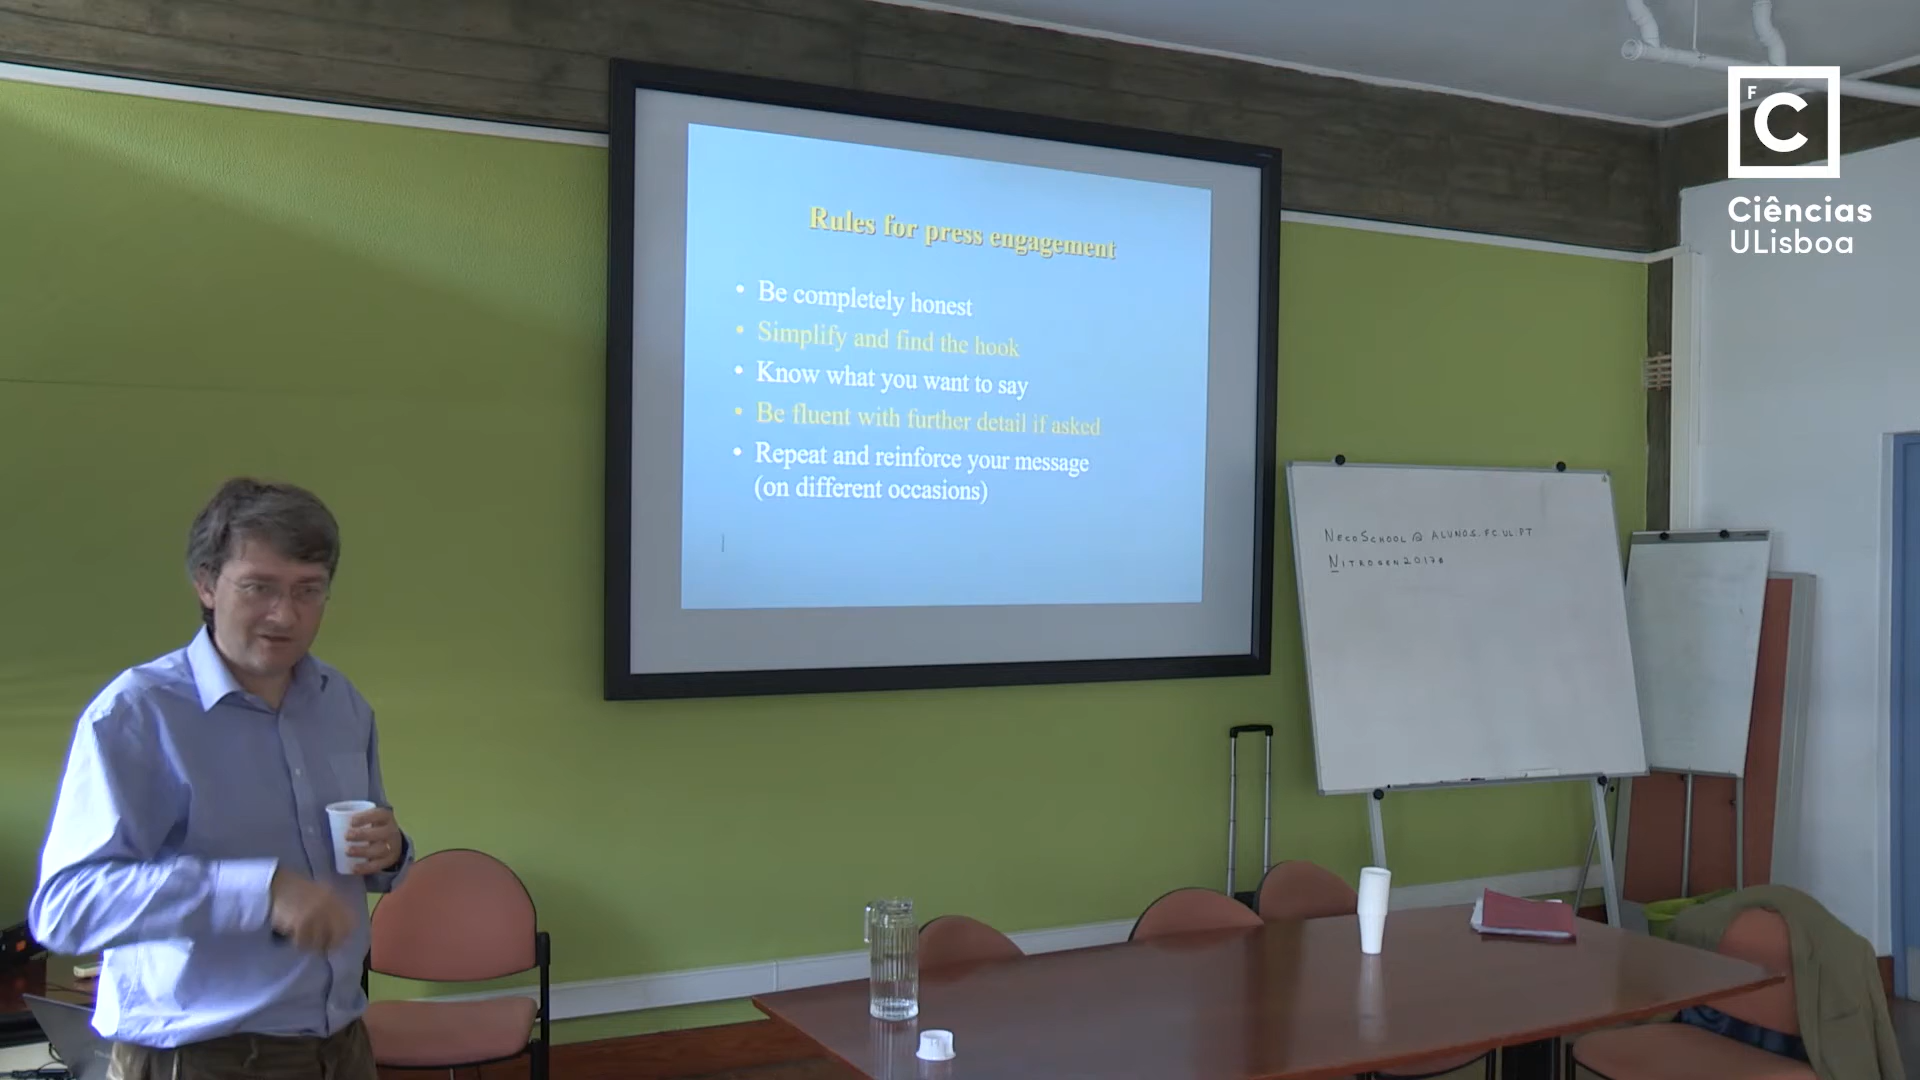 Rules for press engagement
• Be completely honest
• Simplify and find the hook
• Know what you want to say
• Be fluent with further detail if asked
• Repeat and reinforce your message
(on different occasions)
NECOSCHOOL@ALUNOS.FC.UL.PT
F
C
Ciências
ULisboa